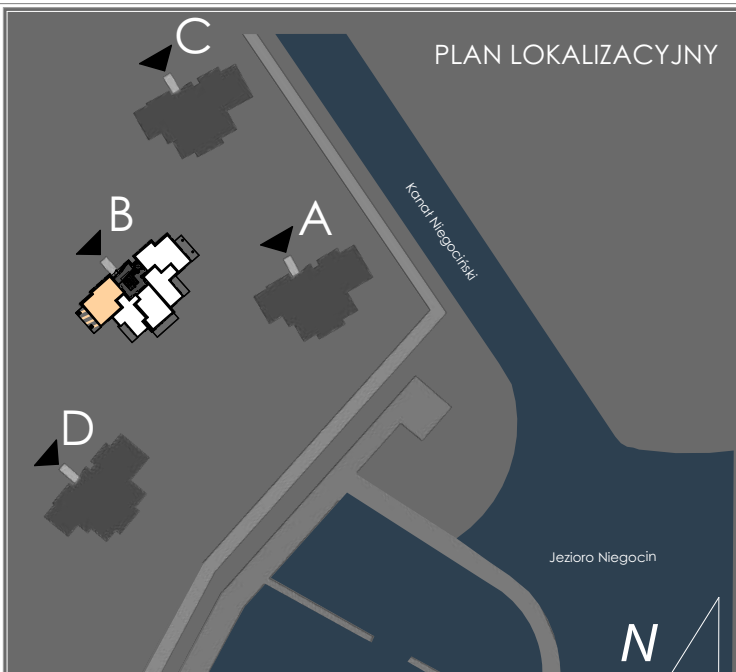 C
PLAN LOKALIZACYJNY
Kanał Niegociński
B
A
D
Jezioro Niegocin
N